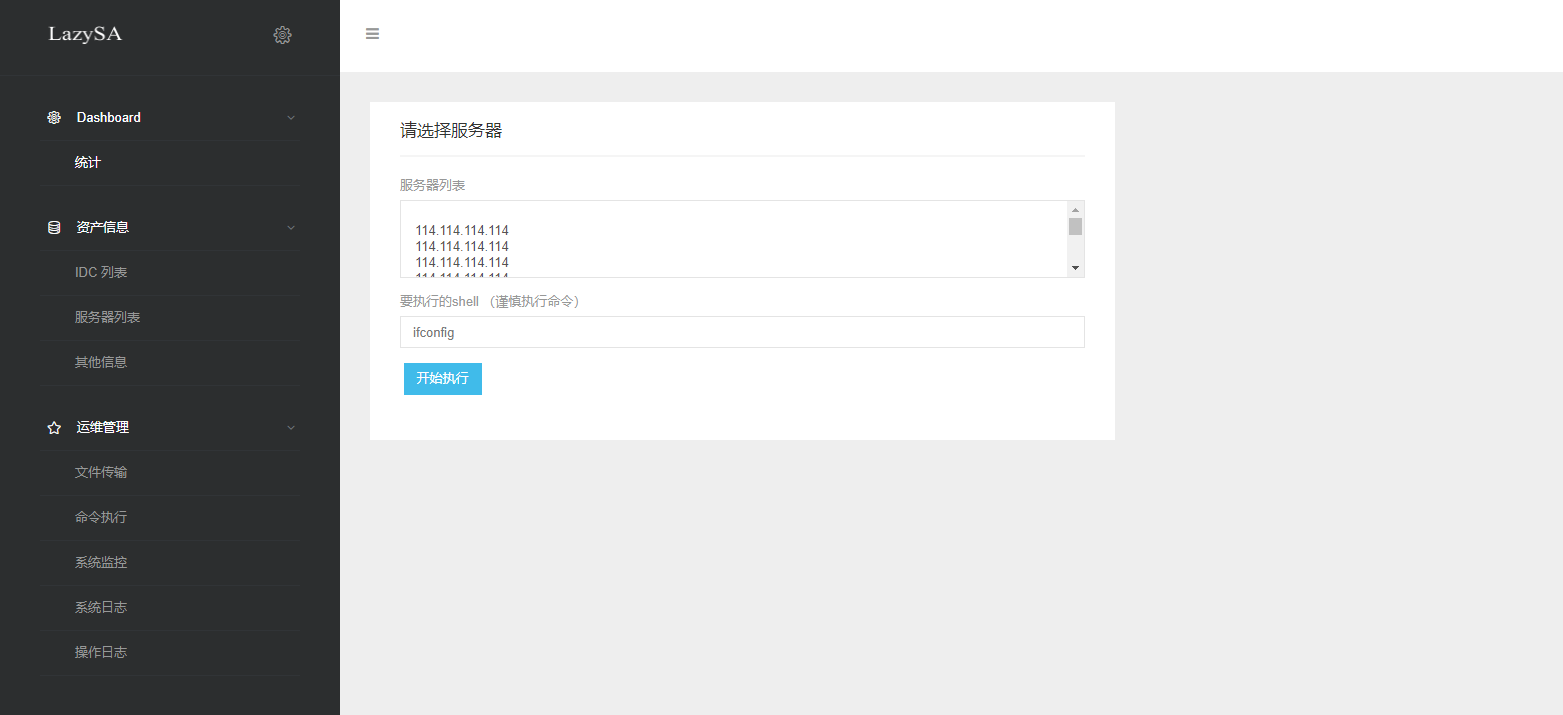 LazySA
Dashboard
统计
资产信息
IDC 列表
服务器列表
其他信息
运维管理
文件传输
命令执行
系统监控
系统日志
操作日志
请选择服务器
服务器列表
114.114.114.114
114.114.114.114
114.114.114.114
114.114.114.114
要执行的shell （谨慎执行命令）
ifconfig
开始执行